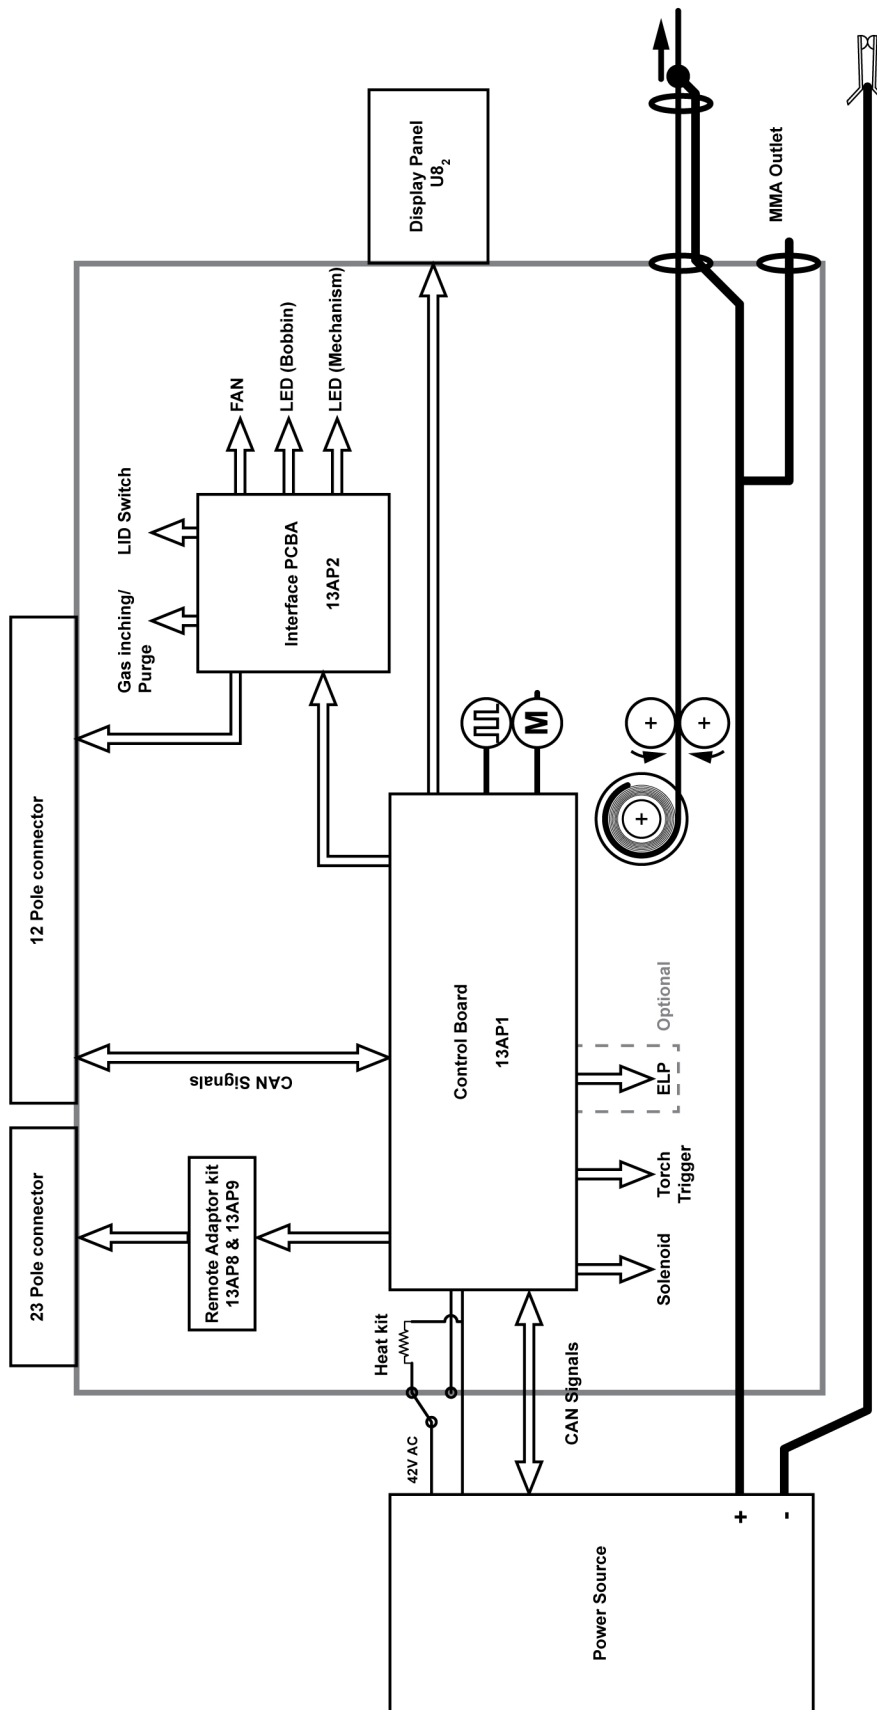 12 Pole connector
23 Pole connector
Display Panel
U8₂
MMA Outlet
FAN
LED (Bobbin)
LED (Mechanism)
LID Switch
Gas inching/
Purge
Interface PCBA
13AP2
M
CAN Signals
Remote Adaptor kit
13AP8 & 13AP9
Control Board
13AP1
+
+
+
Optional
ELP
Torch
Trigger
Solenoid
Heat kit
42V AC
CAN Signals
Power Source
+
-